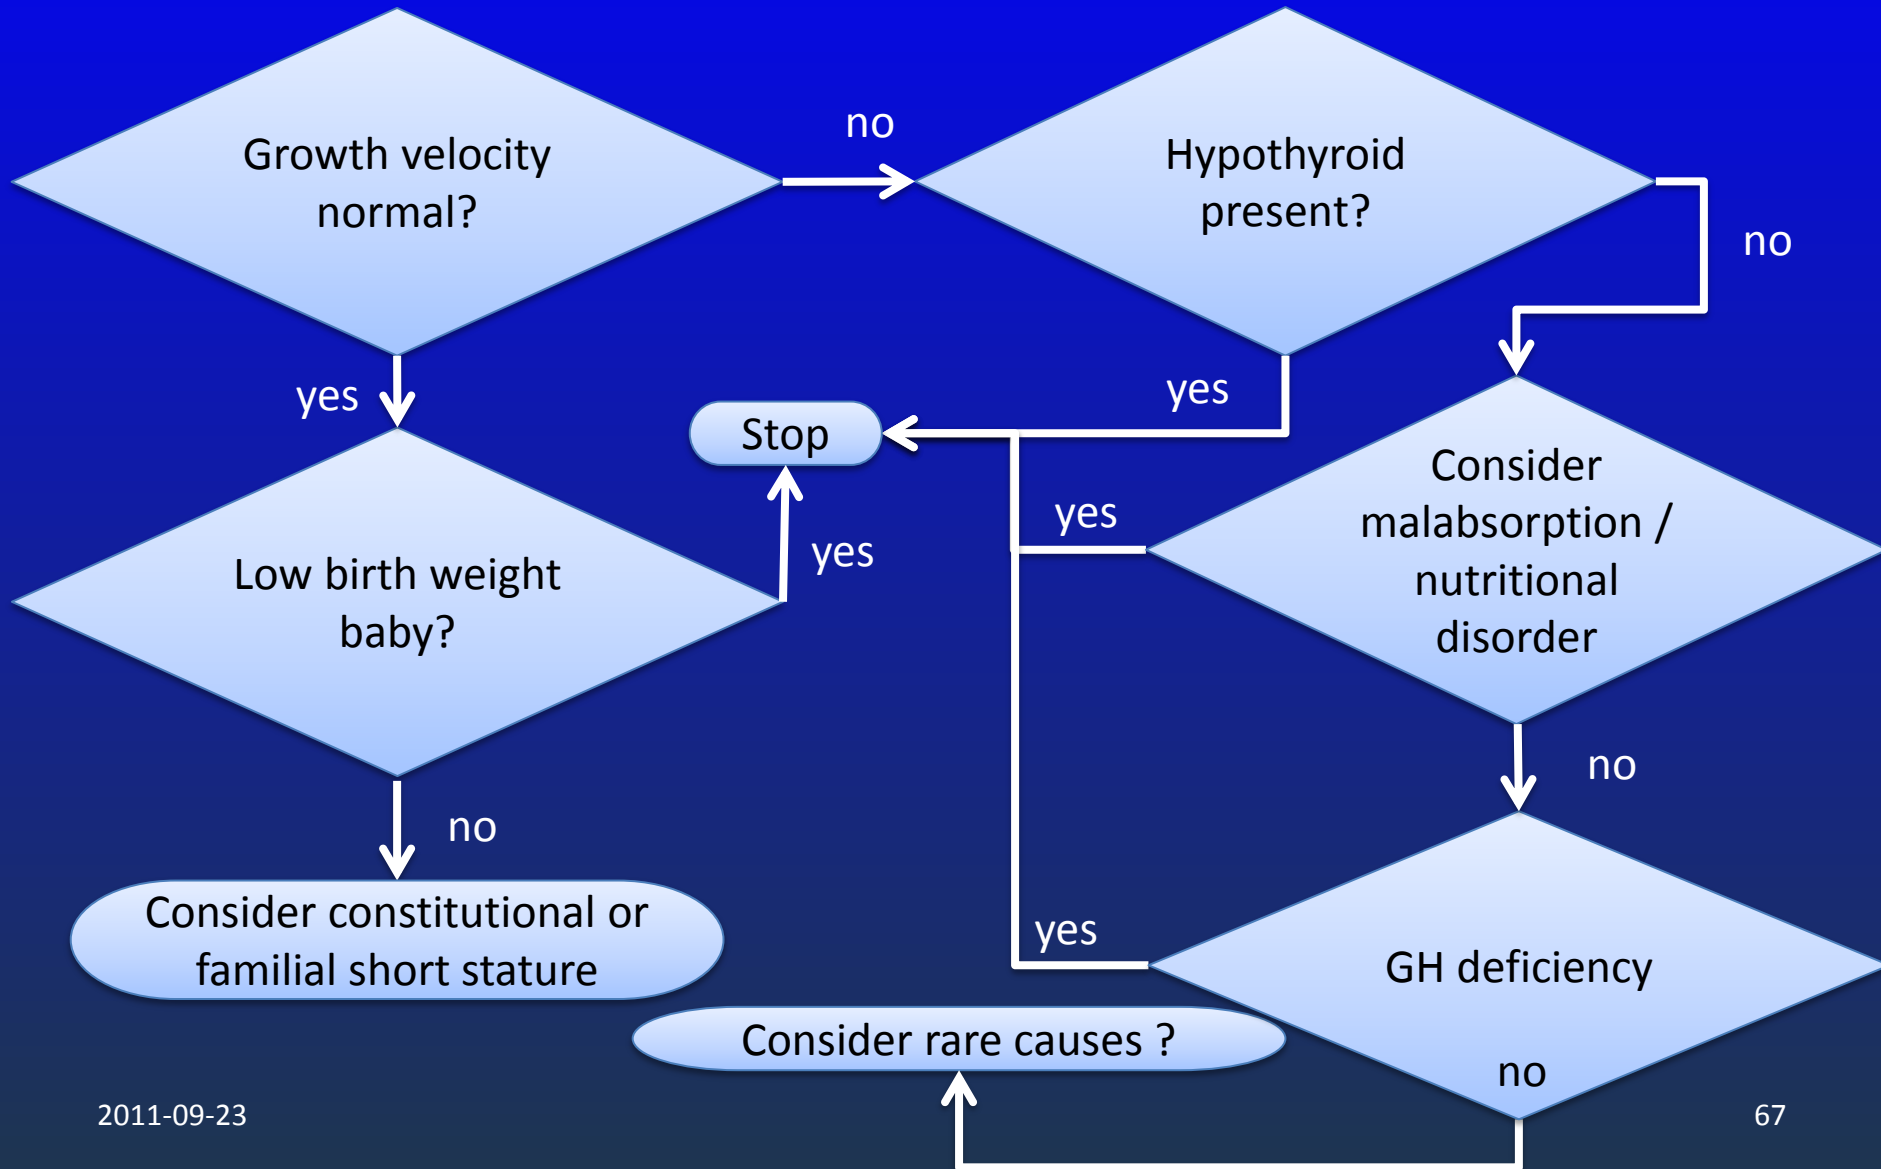 Growth velocity
normal?
no
Hypothyroid
present?
no
yes
yes
Stop
Low birth weight
baby?
yes
yes
Consider
malabsorption /
nutritional
disorder
no
no
Consider constitutional or
familial short stature
yes
GH deficiency
no
Consider rare causes ?
2011-09-23
67